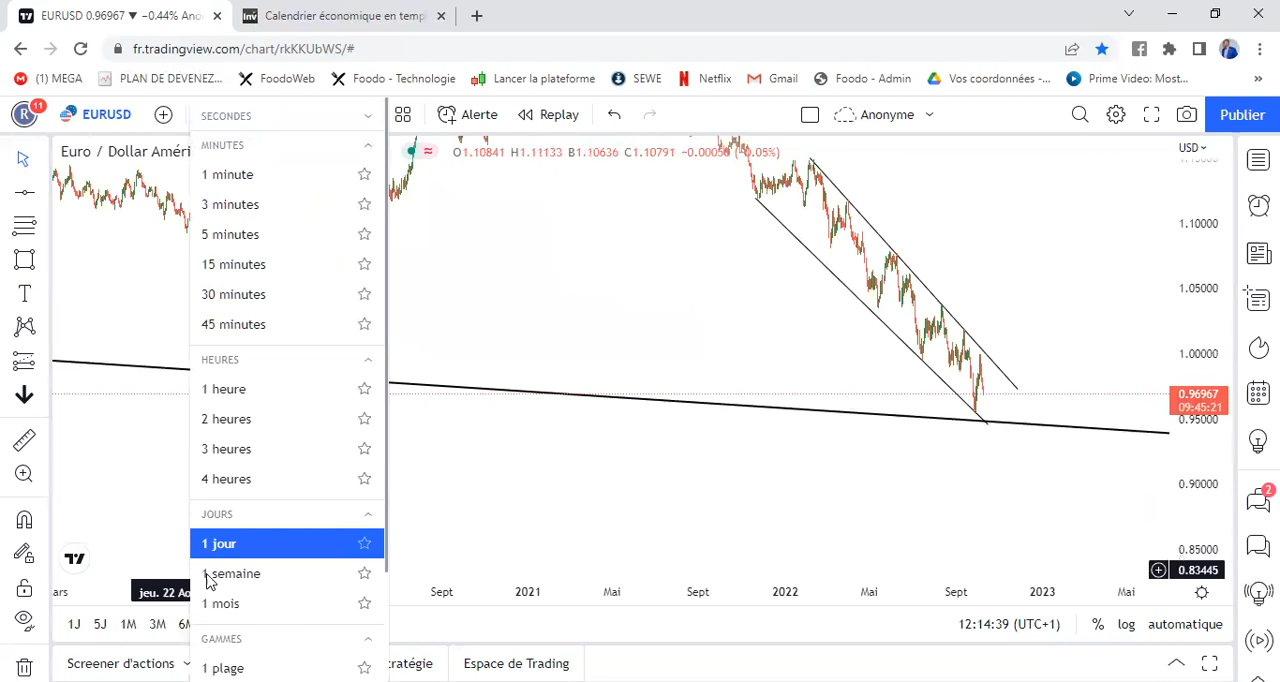 EURUSD 0.96967 ▼ −0.44% Ano
Calendrier économique en temp
fr.tradingview.com/chart/rkKKUbWS/#
(1) MEGA
PLAN DE DEVENEZ...
FoodoWeb
Foodo - Technologie
Lancer la plateforme
SEWE
Netflix
Gmail
Foodo - Admin
Vos coordonnées -...
Prime Video: Most...
»
R
11
EURUSD
Alerte
Replay
Anonyme
Publier
Euro / Dollar Améri
O1.10841 H1.11133 B1.10636 C1.10791 −0.00050 (−0.05%)
USD
SECONDES
MINUTES
1 minute
3 minutes
5 minutes
15 minutes
30 minutes
45 minutes
HEURES
1 heure
2 heures
3 heures
4 heures
JOURS
1 jour
1 semaine
1 mois
GAMMES
1 plage
1.15000
1.10000
1.05000
1.00000
0.96967
09:45:21
0.95000
0.90000
0.85000
0.83445
2
ars
jeu. 22 Ao
Sept
2021
Mai
Sept
2022
Mai
Sept
2023
Mai
1J 5J 1M 3M 6M
12:14:39 (UTC+1)
% log automatique
Screener d'actions
ratégie
Espace de Trading